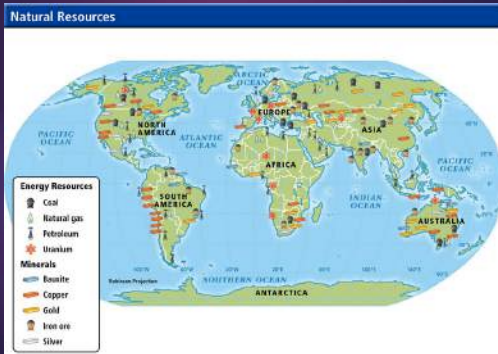 Natural Resources
ARCTIC
OCEAN
NORTH
AMERICA
EUROPE
ASIA
PACIFIC
OCEAN
ATLANTIC
OCEAN
AFRICA
PACIFIC
OCEAN
SOUTH
AMERICA
INDIAN
OCEAN
AUSTRALIA
SOUTHERN OCEAN
ANTARCTICA
Robinson Projection
Energy Resources
Coal
Natural gas
Petroleum
Uranium
Minerals
Bauxite
Copper
Gold
Iron ore
Silver